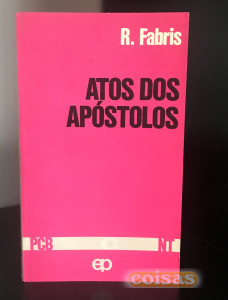 R. Fabris
ATOS DOS
APÓSTOLOS
PCB NT
ep
coisas